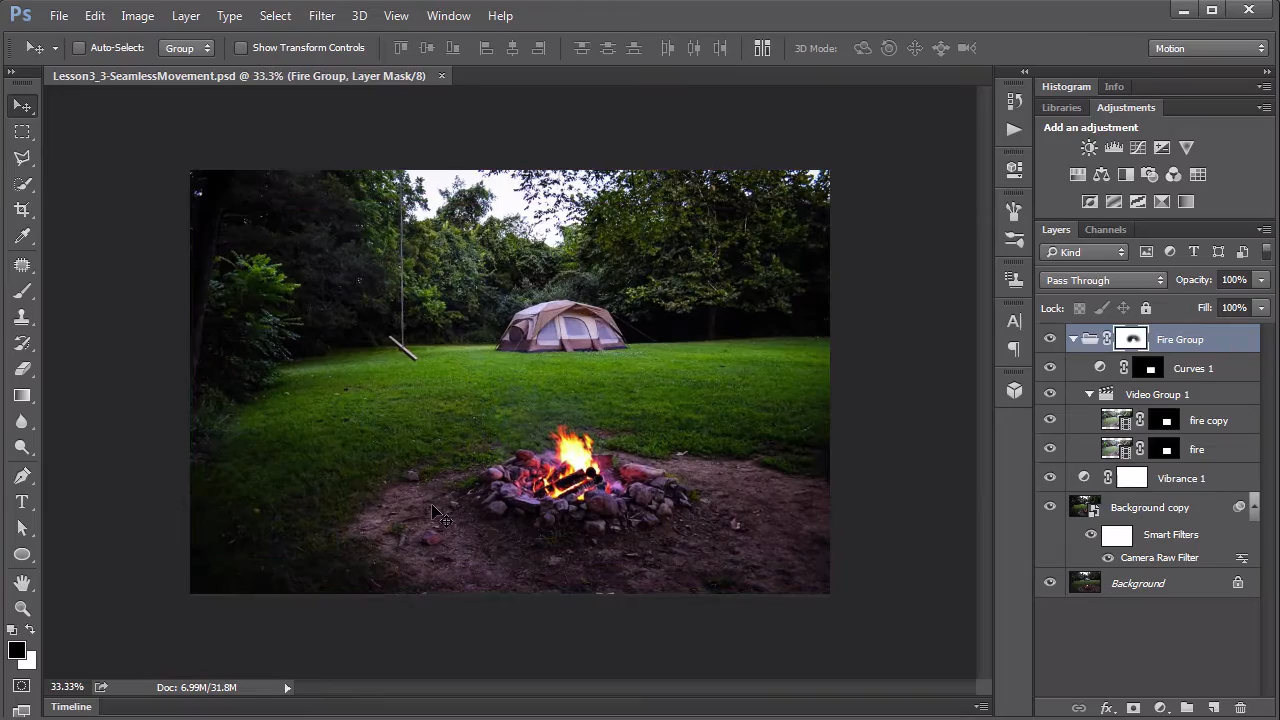 Ps File Edit Image Layer Type Select Filter 3D View Window Help
Auto-Select: Group Show Transform Controls 3D Mode: Motion
Lesson3_3-SeamlessMovement.psd @ 33.3% (Fire Group, Layer Mask/8) ×
Histogram Info
Libraries Adjustments
Add an adjustment
Layers Channels
Kind
Pass Through Opacity: 100%
Lock: Fill: 100%
Fire Group
Curves 1
Video Group 1
fire copy
fire
Vibrance 1
Background copy
Smart Filters
Camera Raw Filter
Background
33.33% Doc: 6.99M/31.8M
Timeline